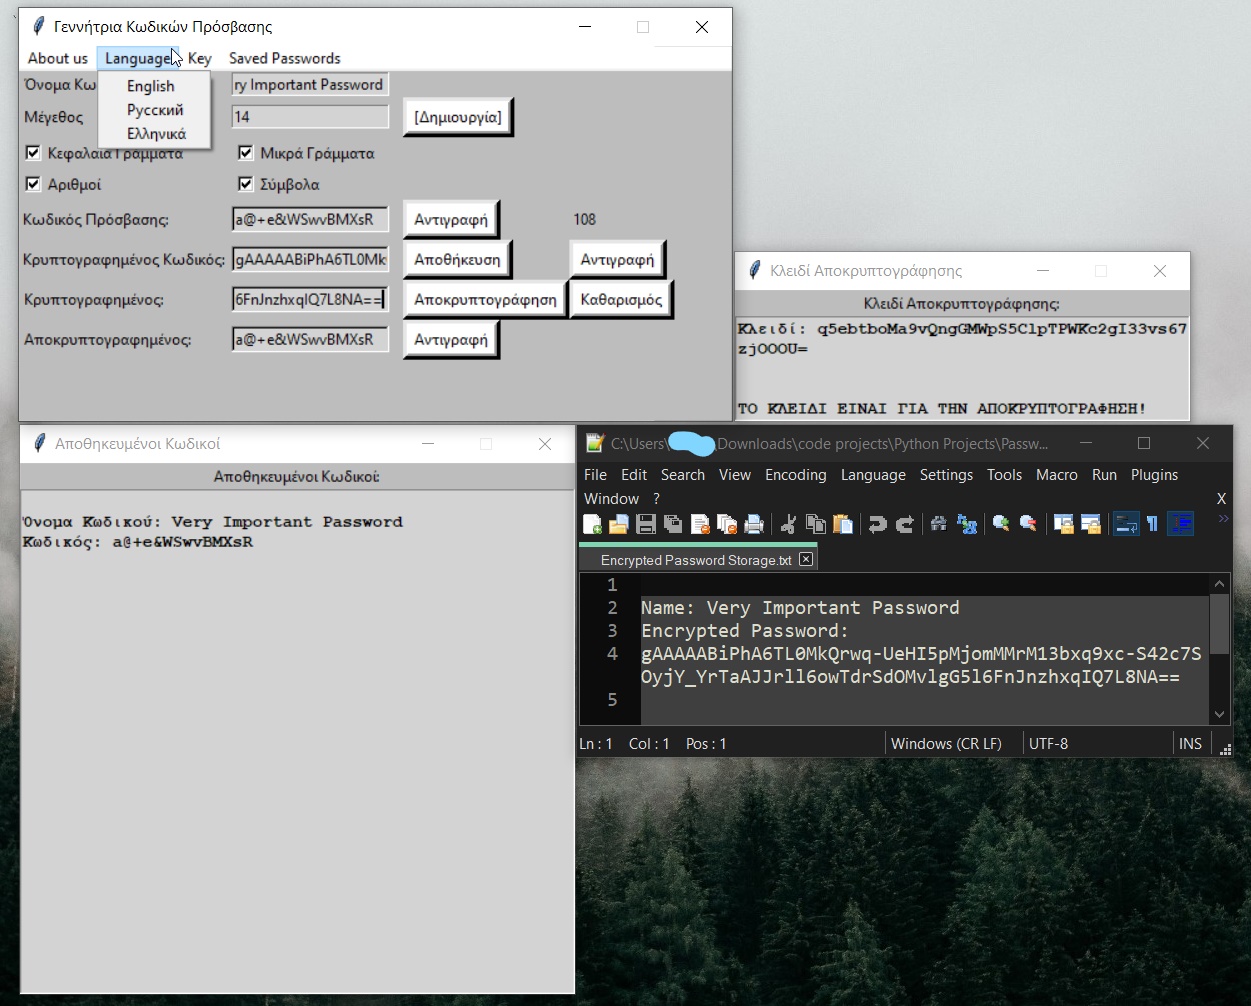 Γεννήτρια Κωδικών Πρόσβασης
About us Language Key Saved Passwords
English
Русский
Ελληνικά
Όνομα Κω ry Important Password
Μέγεθος 14 [Δημιουργία]
Κεφαλαία Γράμματα Μικρά Γράμματα
Αριθμοί Σύμβολα
Κωδικός Πρόσβασης: a@+e&WSwvBMXsR Αντιγραφή 108
Κρυπτογραφημένος Κωδικός: gAAAAABiPhA6TL0Mk Αποθήκευση Αντιγραφή
Κρυπτογραφημένος: 6FnJnzhxqIQ7L8NA== Αποκρυπτογράφηση Καθαρισμός
Αποκρυπτογραφημένος: a@+e&WSwvBMXsR Αντιγραφή
Κλειδί Αποκρυπτογράφησης
Κλειδί Αποκρυπτογράφησης:
Κλειδί: q5ebtboMa9vQngGMWpS5ClpTPWKc2gI33vs67
zjOOOU=
ΤΟ ΚΛΕΙΔΙ ΕΙΝΑΙ ΓΙΑ ΤΗΝ ΑΠΟΚΡΥΠΤΟΓΡΑΦΗΣΗ!
Αποθηκευμένοι Κωδικοί
Αποθηκευμένοι Κωδικοί:
Όνομα Κωδικού: Very Important Password
Κωδικός: a@+e&WSwvBMXsR
C:\Users\ \Downloads\code projects\Python Projects\Passw...
File Edit Search View Encoding Language Settings Tools Macro Run Plugins
Window ? X
Encrypted Password Storage.txt
1
2 Name: Very Important Password
3 Encrypted Password:
4 gAAAAABiPhA6TL0MkQrwq-UeHI5pMjomMMrM13bxq9xc-S42c7S
OyjY_YrTaAJJrll6owTdrSdOMvlgG5l6FnJnzhxqIQ7L8NA==
5
Ln : 1 Col : 1 Pos : 1 Windows (CR LF) UTF-8 INS